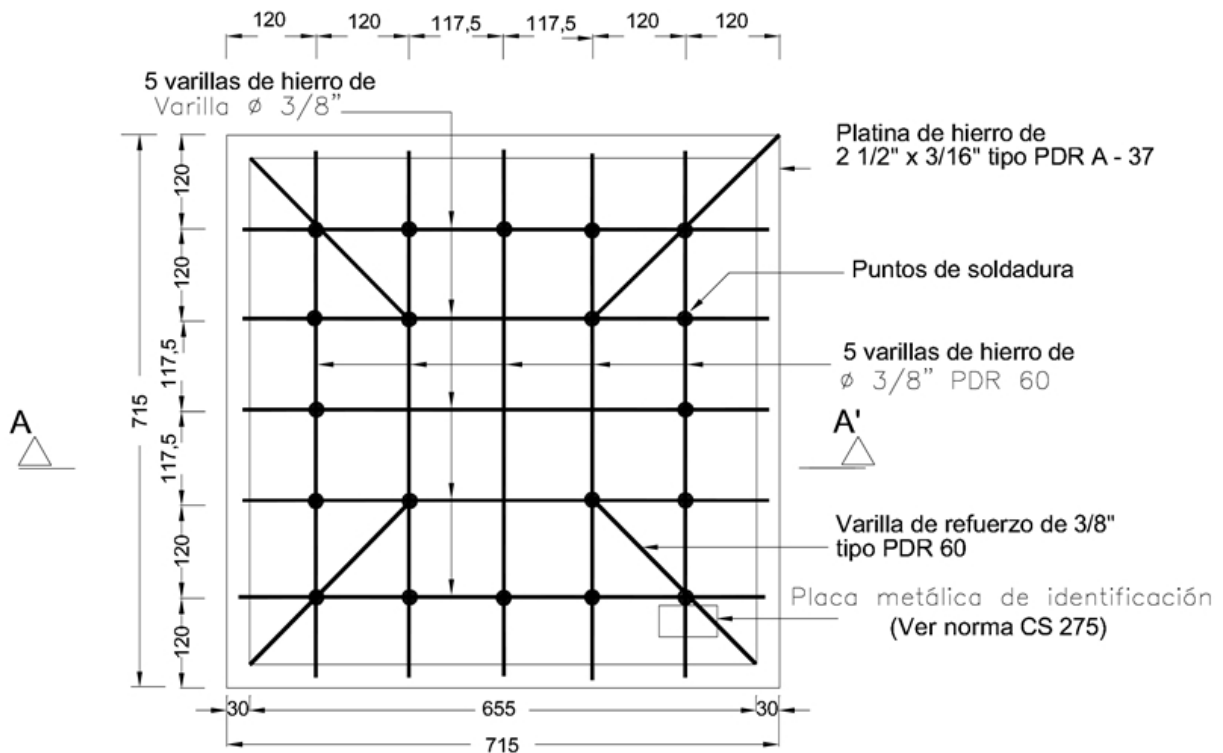 120 120 117,5 117,5 120 120
5 varillas de hierro de
Varilla ϕ 3/8”
Platina de hierro de
2 1/2" x 3/16" tipo PDR A - 37
120
120
Puntos de soldadura
117,5
5 varillas de hierro de
ϕ 3/8” PDR 60
715
A
A'
117,5
120
Varilla de refuerzo de 3/8"
tipo PDR 60
Placa metálica de identificación
(Ver norma CS 275)
120
30 655 30
715